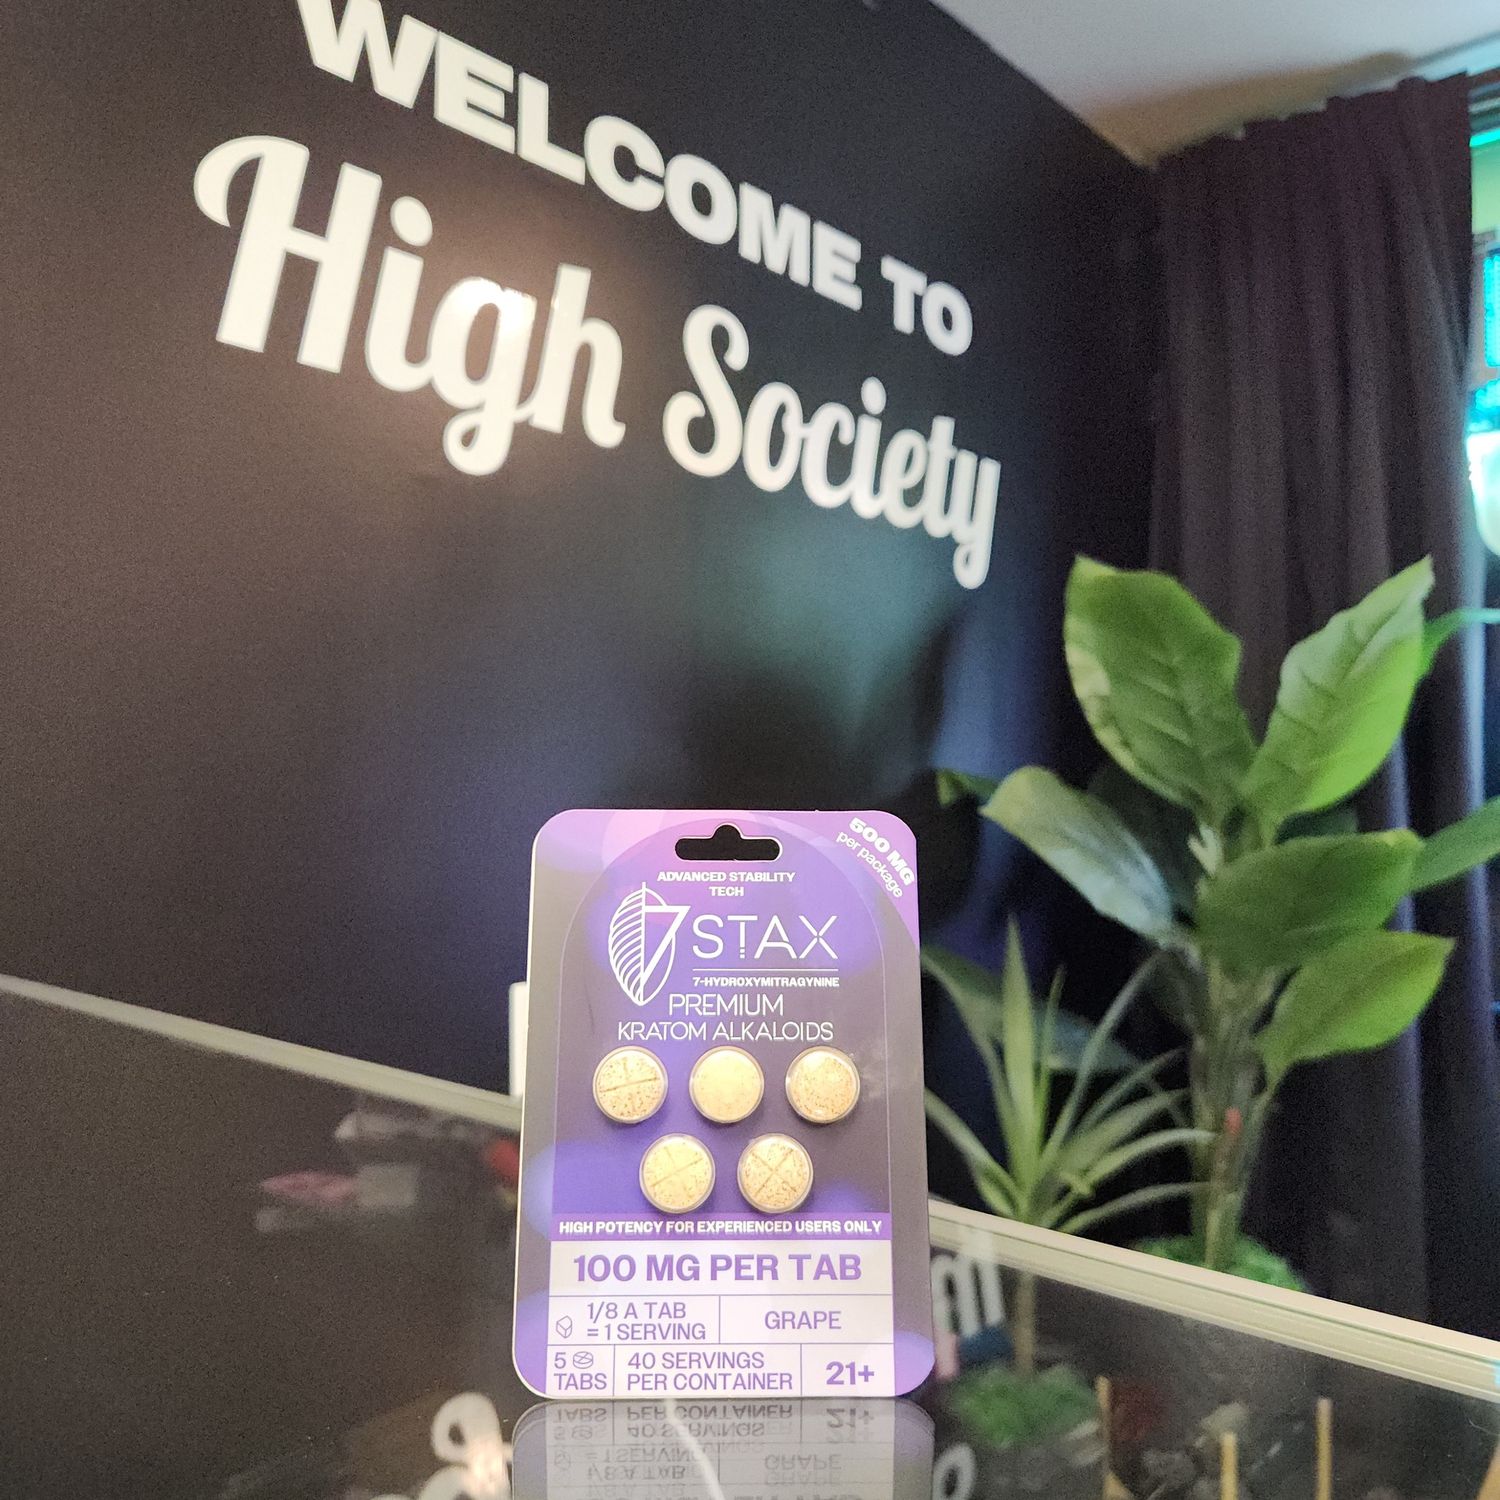 WELCOME TO
High Society
500 MG
per package
ADVANCED STABILITY
TECH
7 STAX
7-HYDROXYMITRAGYNINE
PREMIUM
KRATOM ALKALOIDS
HIGH POTENCY FOR EXPERIENCED USERS ONLY
100 MG PER TAB
1/8 A TAB
= 1 SERVING
GRAPE
5
TABS
40 SERVINGS
PER CONTAINER
21+